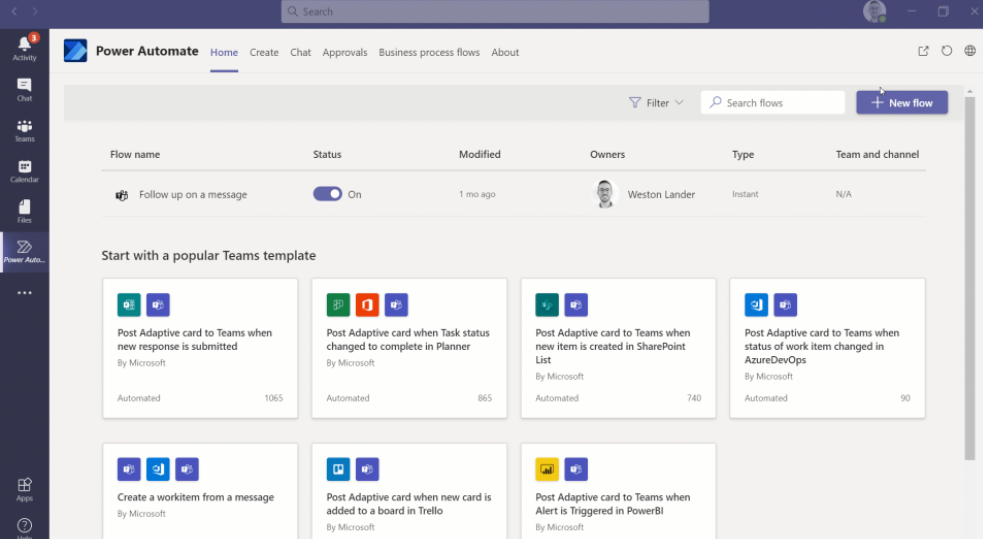 Search
3
Activity
Chat
Teams
Calendar
Files
Power Auto...
Apps
Help
Power Automate
Home
Create
Chat
Approvals
Business process flows
About
Filter
Search flows
New flow
Flow name
Status
Modified
Owners
Type
Team and channel
Follow up on a message
On
1 mo ago
Weston Lander
Instant
N/A
Start with a popular Teams template
Post Adaptive card to Teams when
new response is submitted
By Microsoft
Automated
1065
Post Adaptive card when Task status
changed to complete in Planner
By Microsoft
Automated
865
Post Adaptive card to Teams when
new item is created in SharePoint
List
By Microsoft
Automated
740
Post Adaptive card to Teams when
status of work item changed in
AzureDevOps
By Microsoft
Automated
90
Create a workitem from a message
By Microsoft
Post Adaptive card when new card is
added to a board in Trello
By Microsoft
Post Adaptive card to Teams when
Alert is Triggered in PowerBI
By Microsoft